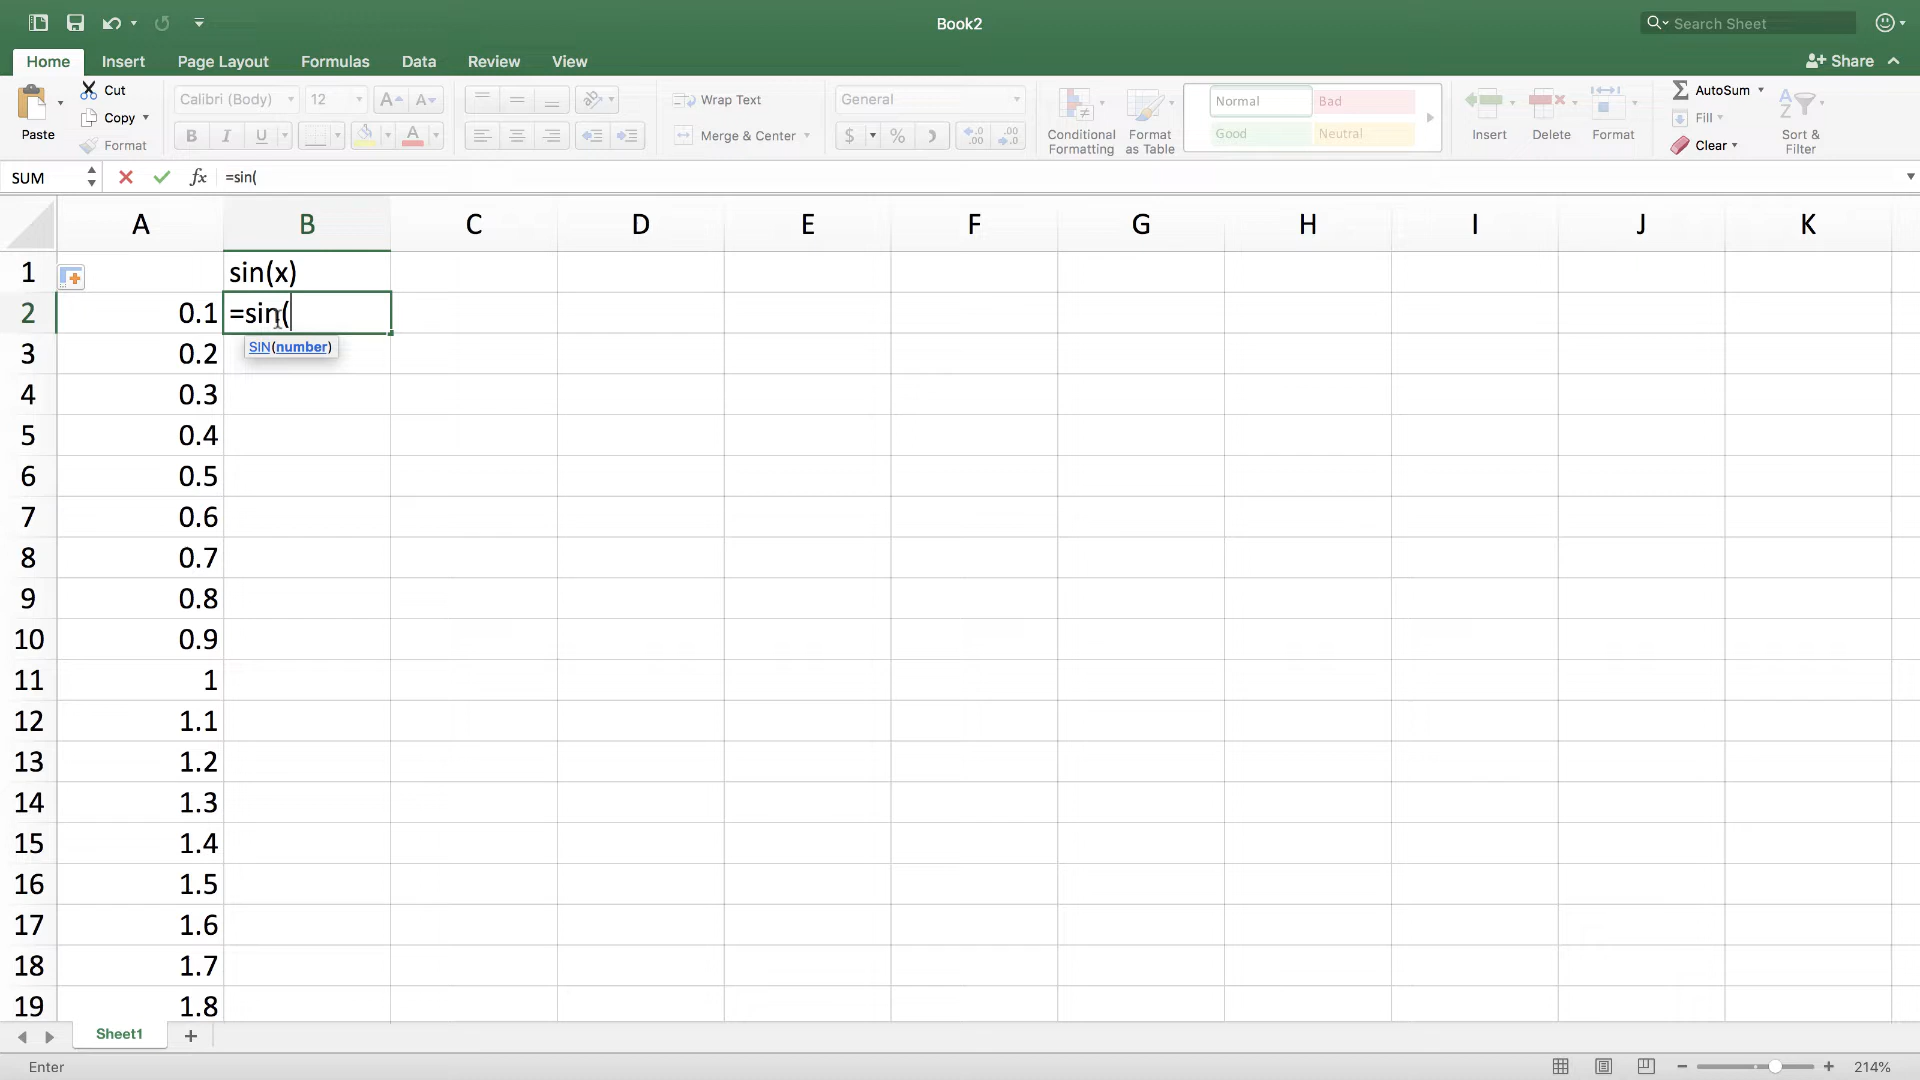 Book2
Search Sheet
Home Insert Page Layout Formulas Data Review View Share
Paste Cut Copy Format
Calibri (Body) 12 A A
B I U A
Wrap Text
Merge & Center
General
$ % )
.0 .00
.00 .0
Conditional Formatting
Format as Table
Normal Bad
Good Neutral
Insert Delete Format
AutoSum
Fill
Clear
Sort & Filter
SUM fx =sin(
A B C D E F G H I J K
1 sin(x)
2 0.1 =sin(
SIN(number)
3 0.2
4 0.3
5 0.4
6 0.5
7 0.6
8 0.7
9 0.8
10 0.9
11 1
12 1.1
13 1.2
14 1.3
15 1.4
16 1.5
17 1.6
18 1.7
19 1.8
Sheet1 +
Enter 214%